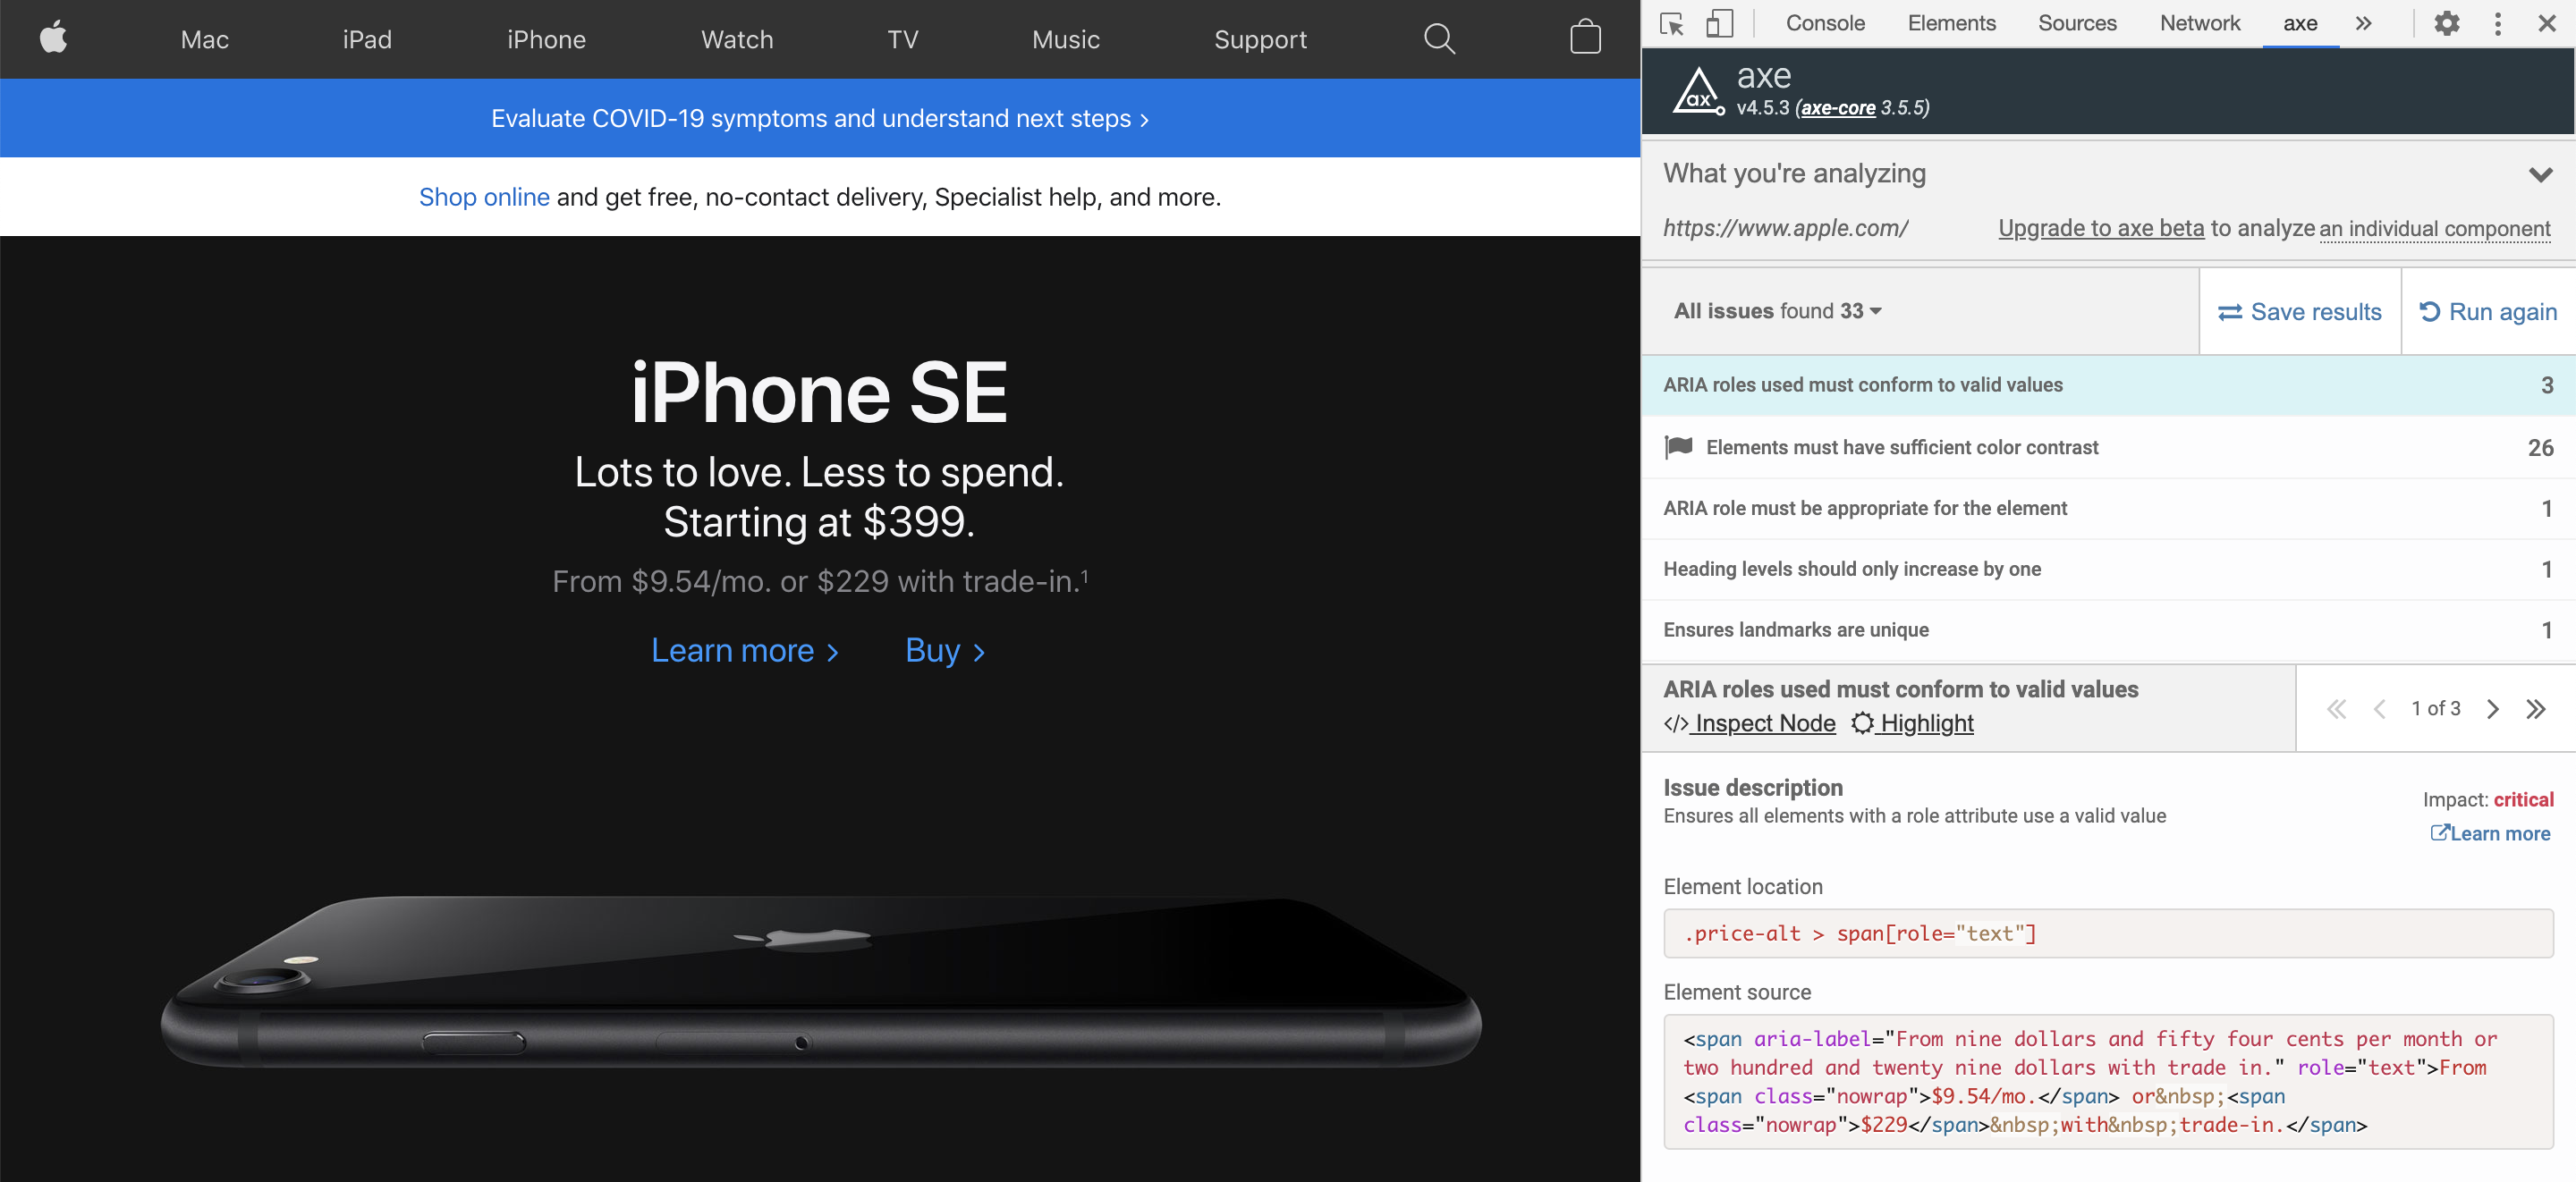 Mac iPad iPhone Watch TV Music Support
Evaluate COVID-19 symptoms and understand next steps >
Shop online and get free, no-contact delivery, Specialist help, and more.
iPhone SE
Lots to love. Less to spend.
Starting at $399.
From $9.54/mo. or $229 with trade-in.¹
Learn more > Buy >
Console Elements Sources Network axe »
ax
axe
v4.5.3 (axe-core 3.5.5)
What you're analyzing
https://www.apple.com/ Upgrade to axe beta to analyze an individual component
All issues found 33 Save results Run again
ARIA roles used must conform to valid values 3
Elements must have sufficient color contrast 26
ARIA role must be appropriate for the element 1
Heading levels should only increase by one 1
Ensures landmarks are unique 1
ARIA roles used must conform to valid values
</> Inspect Node Highlight
1 of 3
Issue description
Ensures all elements with a role attribute use a valid value
Impact: critical
Learn more
Element location
.price-alt > span[role="text"]
Element source
<span aria-label="From nine dollars and fifty four cents per month or
two hundred and twenty nine dollars with trade in." role="text">From
<span class="nowrap">$9.54/mo.</span> or&nbsp;<span
class="nowrap">$229</span>&nbsp;with&nbsp;trade-in.</span>